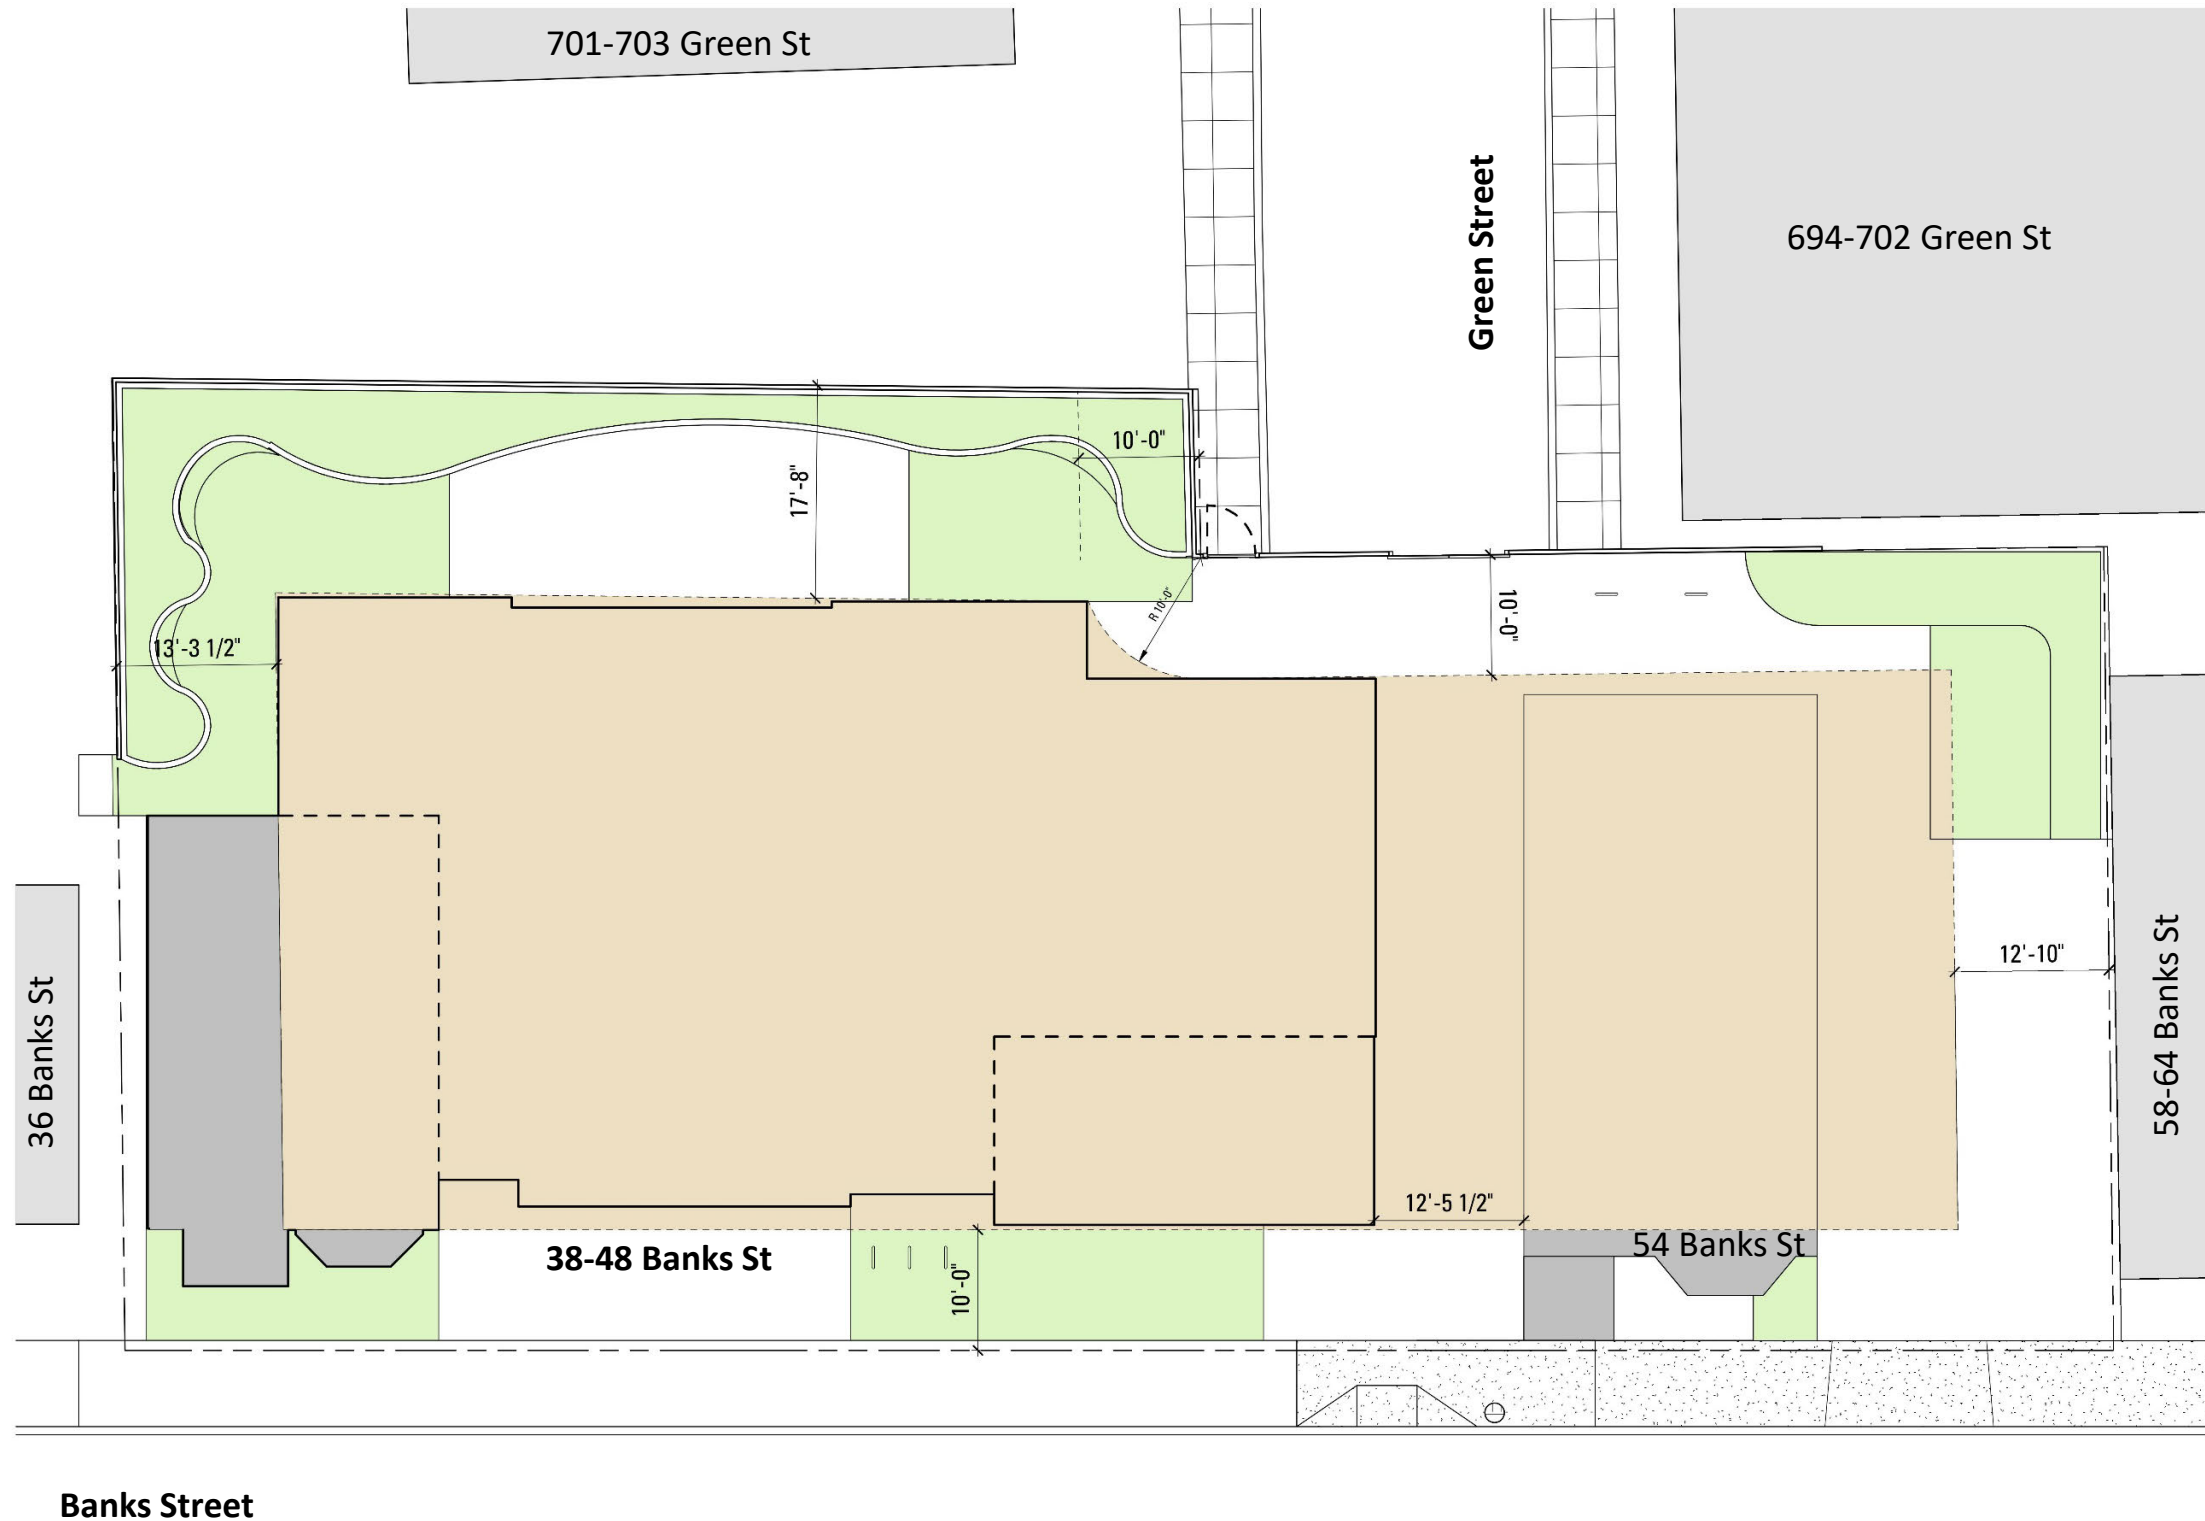 701-703 Green St
Green Street
694-702 Green St
10'-0"
17'-8"
R 10'-0"
10'-0"
13'-3 1/2"
12'-10"
36 Banks St
58-64 Banks St
12'-5 1/2"
38-48 Banks St
54 Banks St
10'-0"
Banks Street